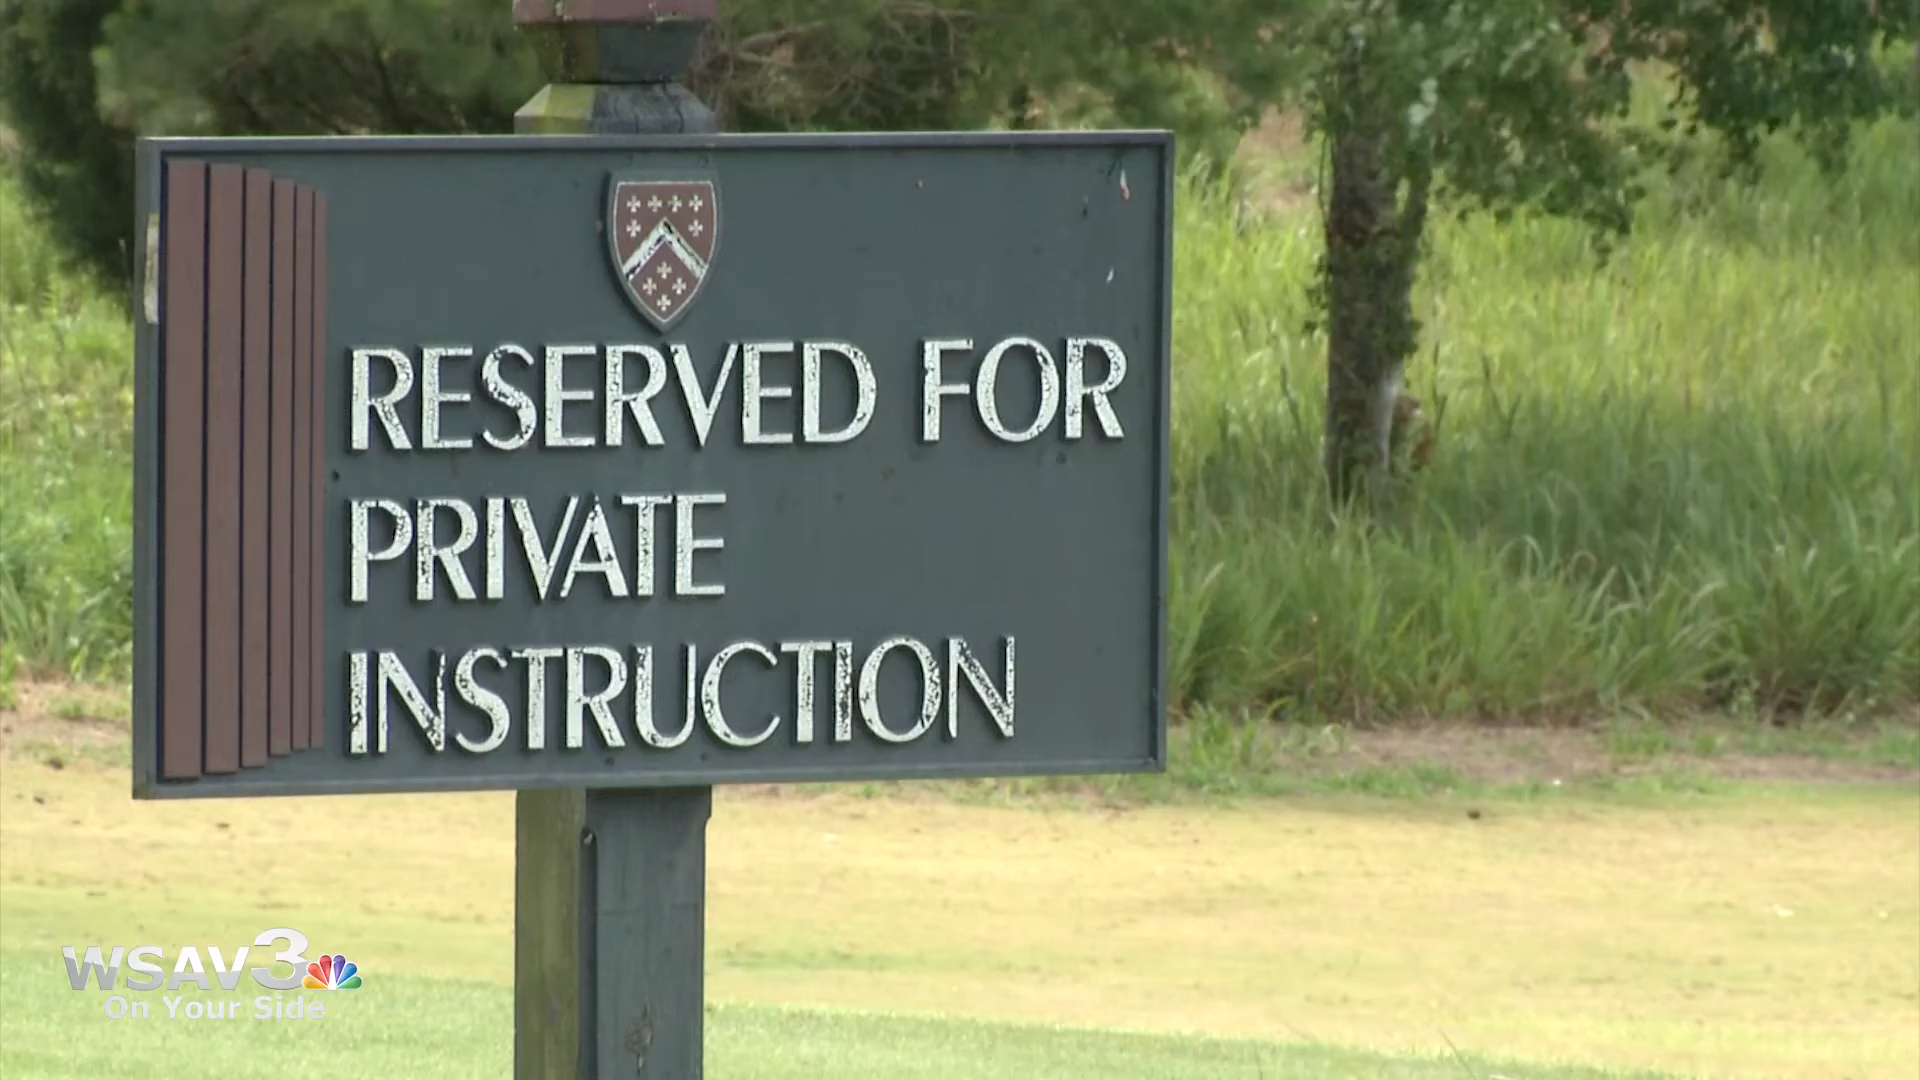 RESERVED FOR
PRIVATE
INSTRUCTION
WSAV3
On Your Side